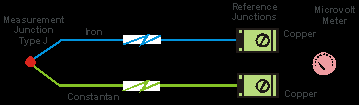 Measurement
Junction
Type J
Iron
Constantan
Reference
Junctions
Copper
Copper
Microvolt
Meter